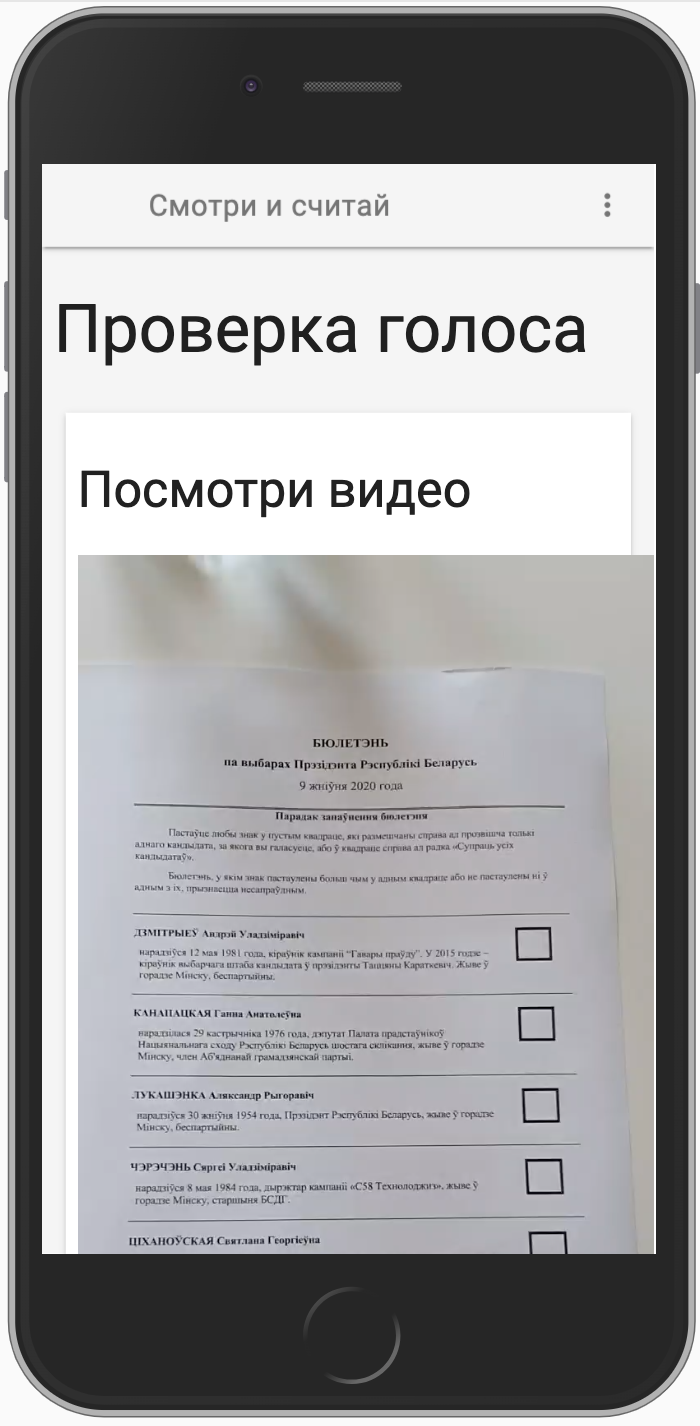 Смотри и считай
Проверка голоса
Посмотри видео
БЮЛЕТЭНЬ
па выбарах Прэзідэнта Рэспублікі Беларусь
9 жніўня 2020 года
Парадак запаўнення бюлетэня
Пастаўце любы знак у пустым квадраце, які размешчаны справа ад прозвішча толькі
аднаго кандыдата, за якога вы галасуеце, або ў квадраце справа ад радка «Супраць усіх
кандыдатаў».
Бюлетэнь, у якім знак пастаўлены больш чым у адным квадраце або не пастаўлены ні ў
адным з іх, прызнаецца несапраўдным.
ДЗМІТРЫЕЎ Андрэй Уладзіміравіч
нарадзіўся 12 мая 1981 года, кіраўнік кампаніі “Гавары праўду”. У 2015 годзе –
кіраўнік выбарчага штаба кандыдата ў прэзідэнты Таццяны Караткевіч. Жыве ў
горадзе Мінску, беспартыйны.
КАНАПАЦКАЯ Ганна Анатолеўна
нарадзілася 29 кастрычніка 1976 года, дэпутат Палата прадстаўнікоў
Нацыянальнага сходу Рэспублікі Беларусь шостага склікання, жыве ў горадзе
Мінску, член Аб'яднанай грамадзянскай партыі.
ЛУКАШЭНКА Аляксандр Рыгоравіч
нарадзіўся 30 жніўня 1954 года, Прэзідэнт Рэспублікі Беларусь, жыве ў горадзе
Мінску, беспартыйны.
ЧЭРЭЧЭНЬ Сяргей Уладзіміравіч
нарадзіўся 8 мая 1984 года, дырэктар кампаніі «С58 Технолоджиз», жыве ў
горадзе Мінску, старшыня БСДГ.
ЦІХАНОЎСКАЯ Святлана Георгіеўна